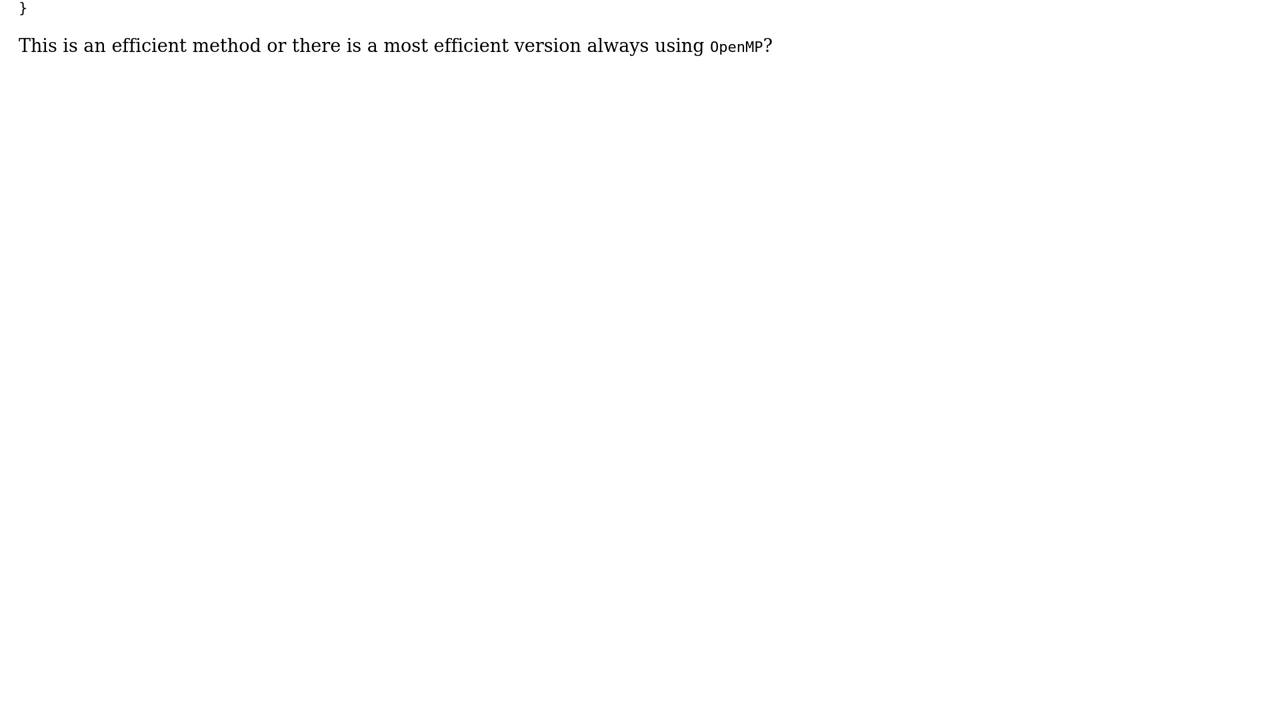 }
This is an efficient method or there is a most efficient version always using OpenMP?